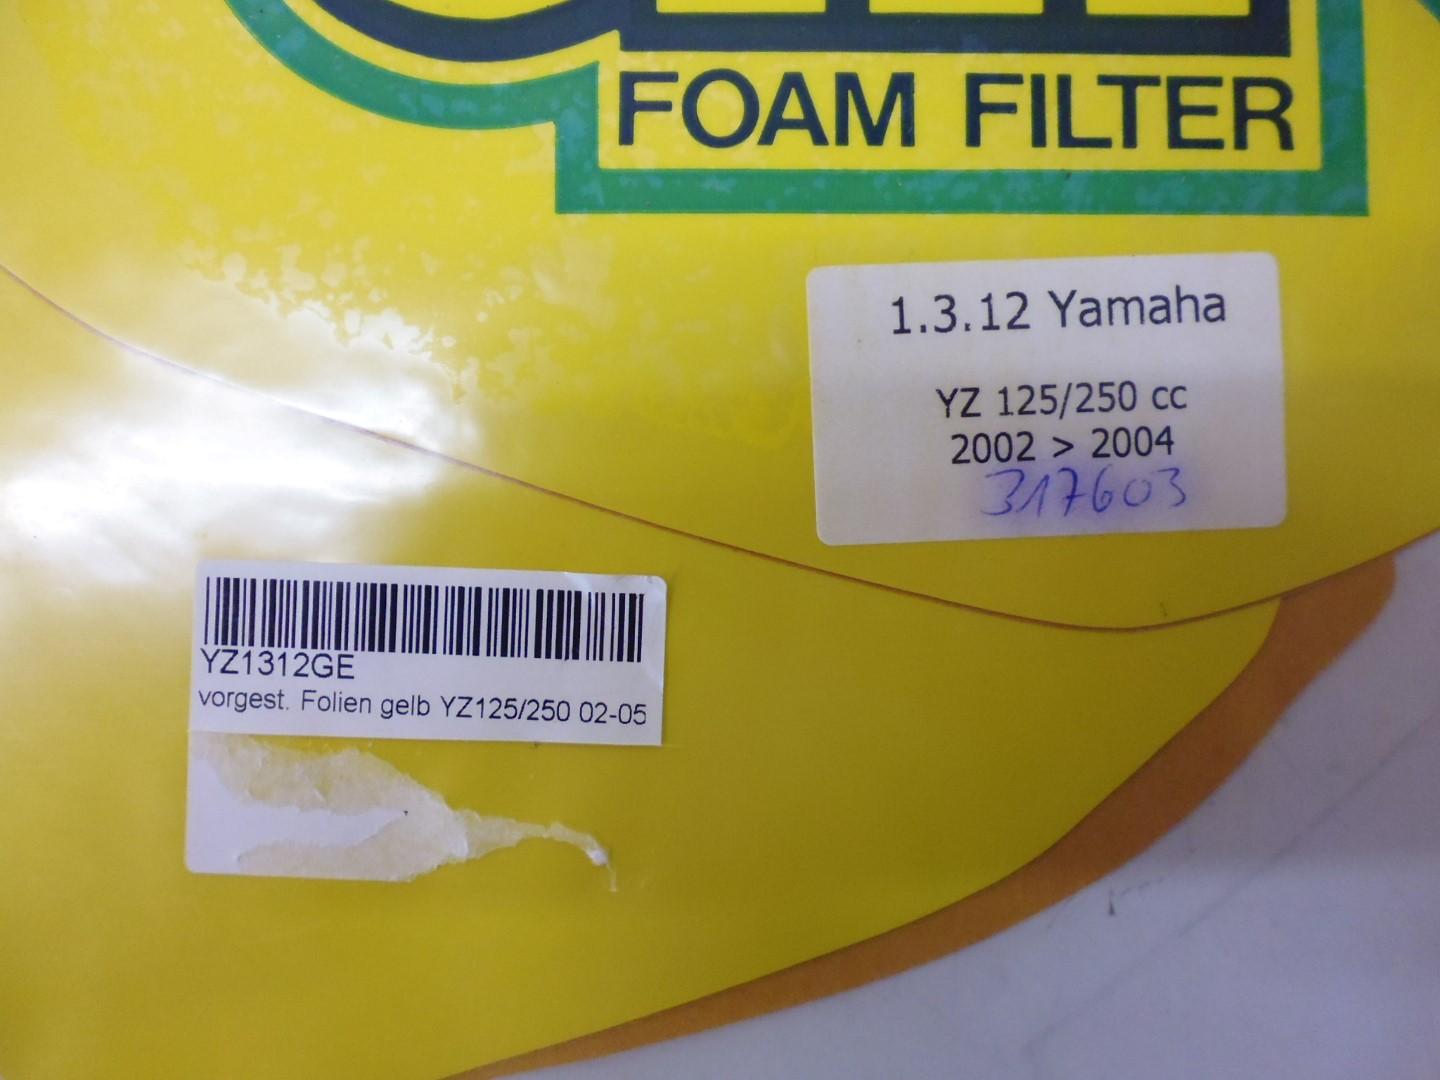 FOAM FILTER
1.3.12 Yamaha
YZ 125/250 cc
2002 > 2004
317603
YZ1312GE
vorgest. Folien gelb YZ125/250 02-05